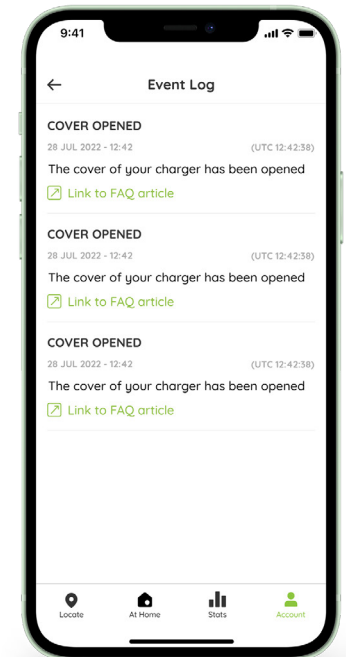 9:41
Event Log
COVER OPENED
28 JUL 2022 - 12:42 (UTC 12:42:38)
The cover of your charger has been opened
Link to FAQ article
COVER OPENED
28 JUL 2022 - 12:42 (UTC 12:42:38)
The cover of your charger has been opened
Link to FAQ article
COVER OPENED
28 JUL 2022 - 12:42 (UTC 12:42:38)
The cover of your charger has been opened
Link to FAQ article
Locate At Home Stats Account